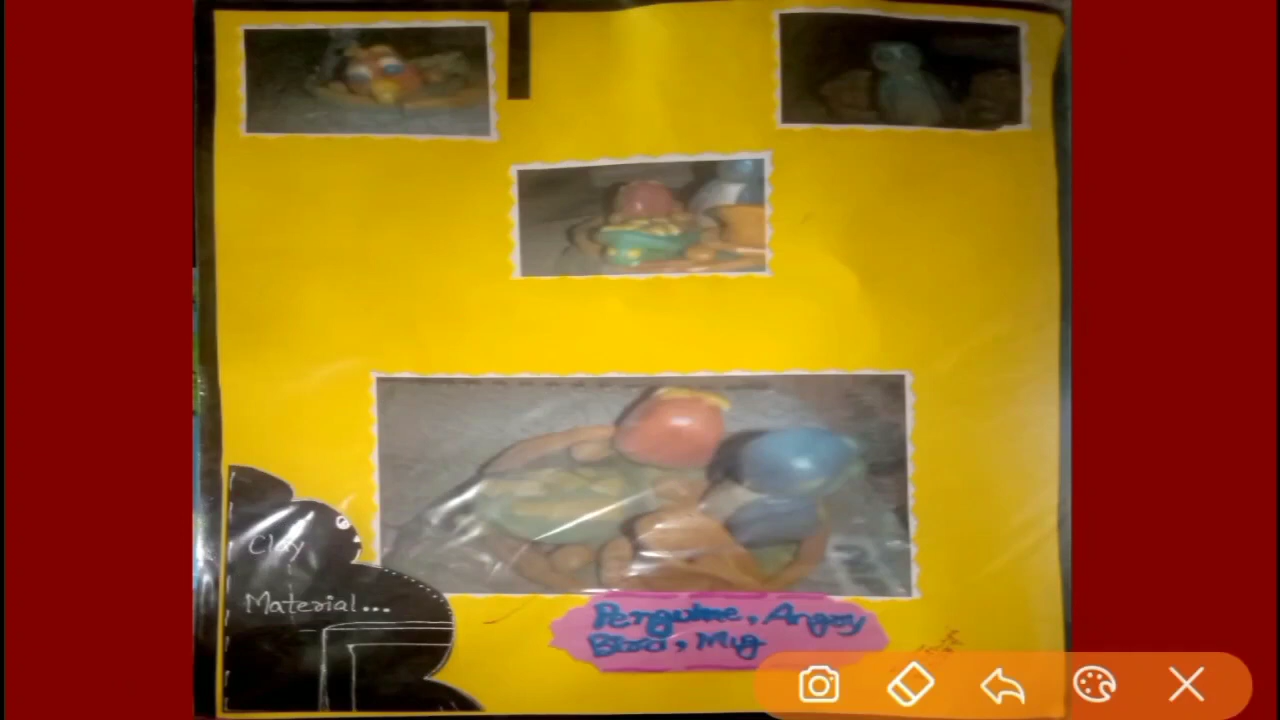 Clay
Material...
Penguine, Angry
Bird, Mug